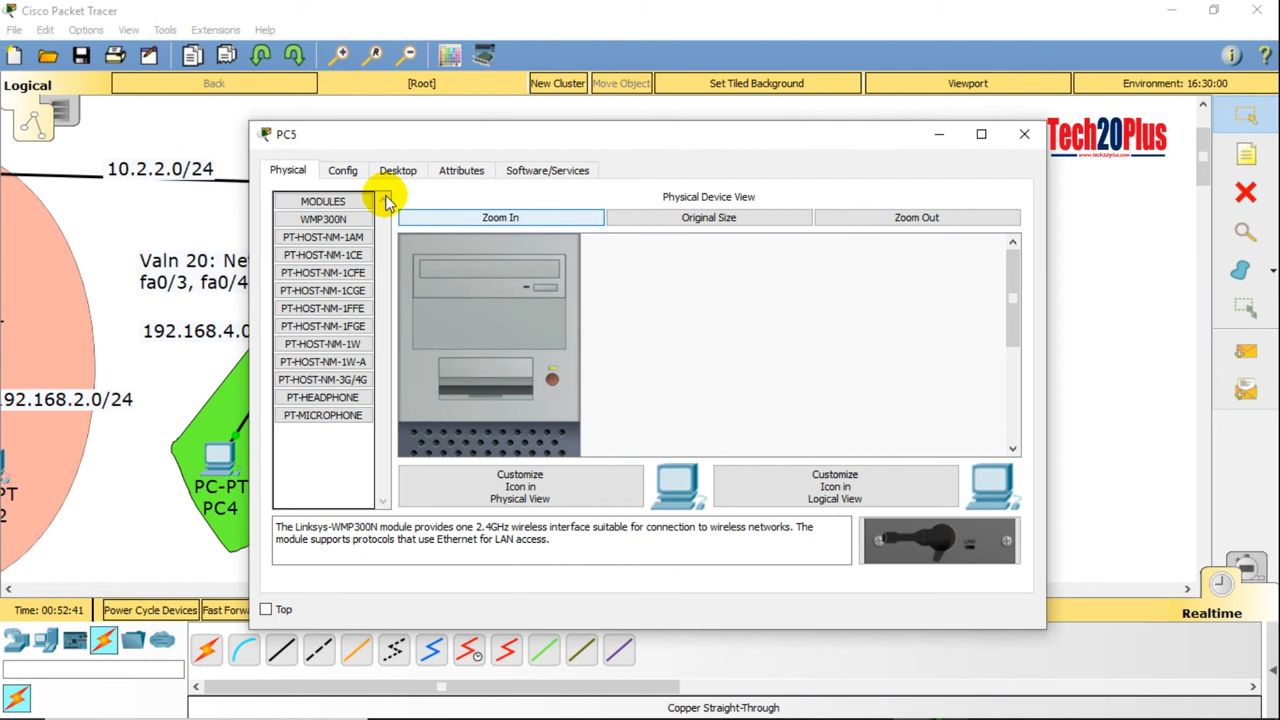 Cisco Packet Tracer
File Edit Options View Tools Extensions Help
Logical
Back
[Root]
New Cluster
Move Object
Set Tiled Background
Viewport
Environment: 16:30:00
10.2.2.0/24
Tech20Plus
www.tech20plus.com
Valn 20: Ne
fa0/3, fa0/4
192.168.4.0
92.168.2.0/24
PT
2
PC-PT
PC4
PC5
Physical Config Desktop Attributes Software/Services
MODULES
WMP300N
PT-HOST-NM-1AM
PT-HOST-NM-1CE
PT-HOST-NM-1CFE
PT-HOST-NM-1CGE
PT-HOST-NM-1FFE
PT-HOST-NM-1FGE
PT-HOST-NM-1W
PT-HOST-NM-1W-A
PT-HOST-NM-3G/4G
PT-HEADPHONE
PT-MICROPHONE
Physical Device View
Zoom In
Original Size
Zoom Out
Customize
Icon in
Physical View
Customize
Icon in
Logical View
The Linksys-WMP300N module provides one 2.4GHz wireless interface suitable for connection to wireless networks. The
module supports protocols that use Ethernet for LAN access.
Top
Time: 00:52:41
Power Cycle Devices
Fast Forw
Realtime
Copper Straight-Through